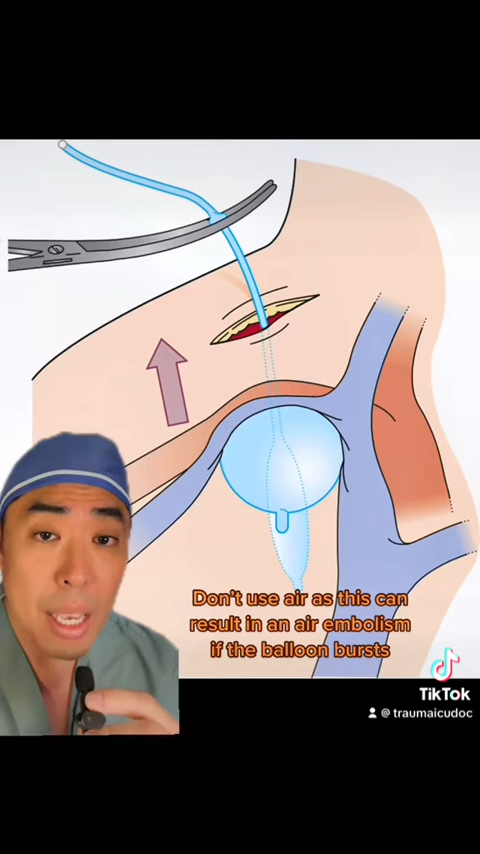 Don't use air as this can
result in an air embolism
if the balloon bursts
TikTok
@ traumaicudoc